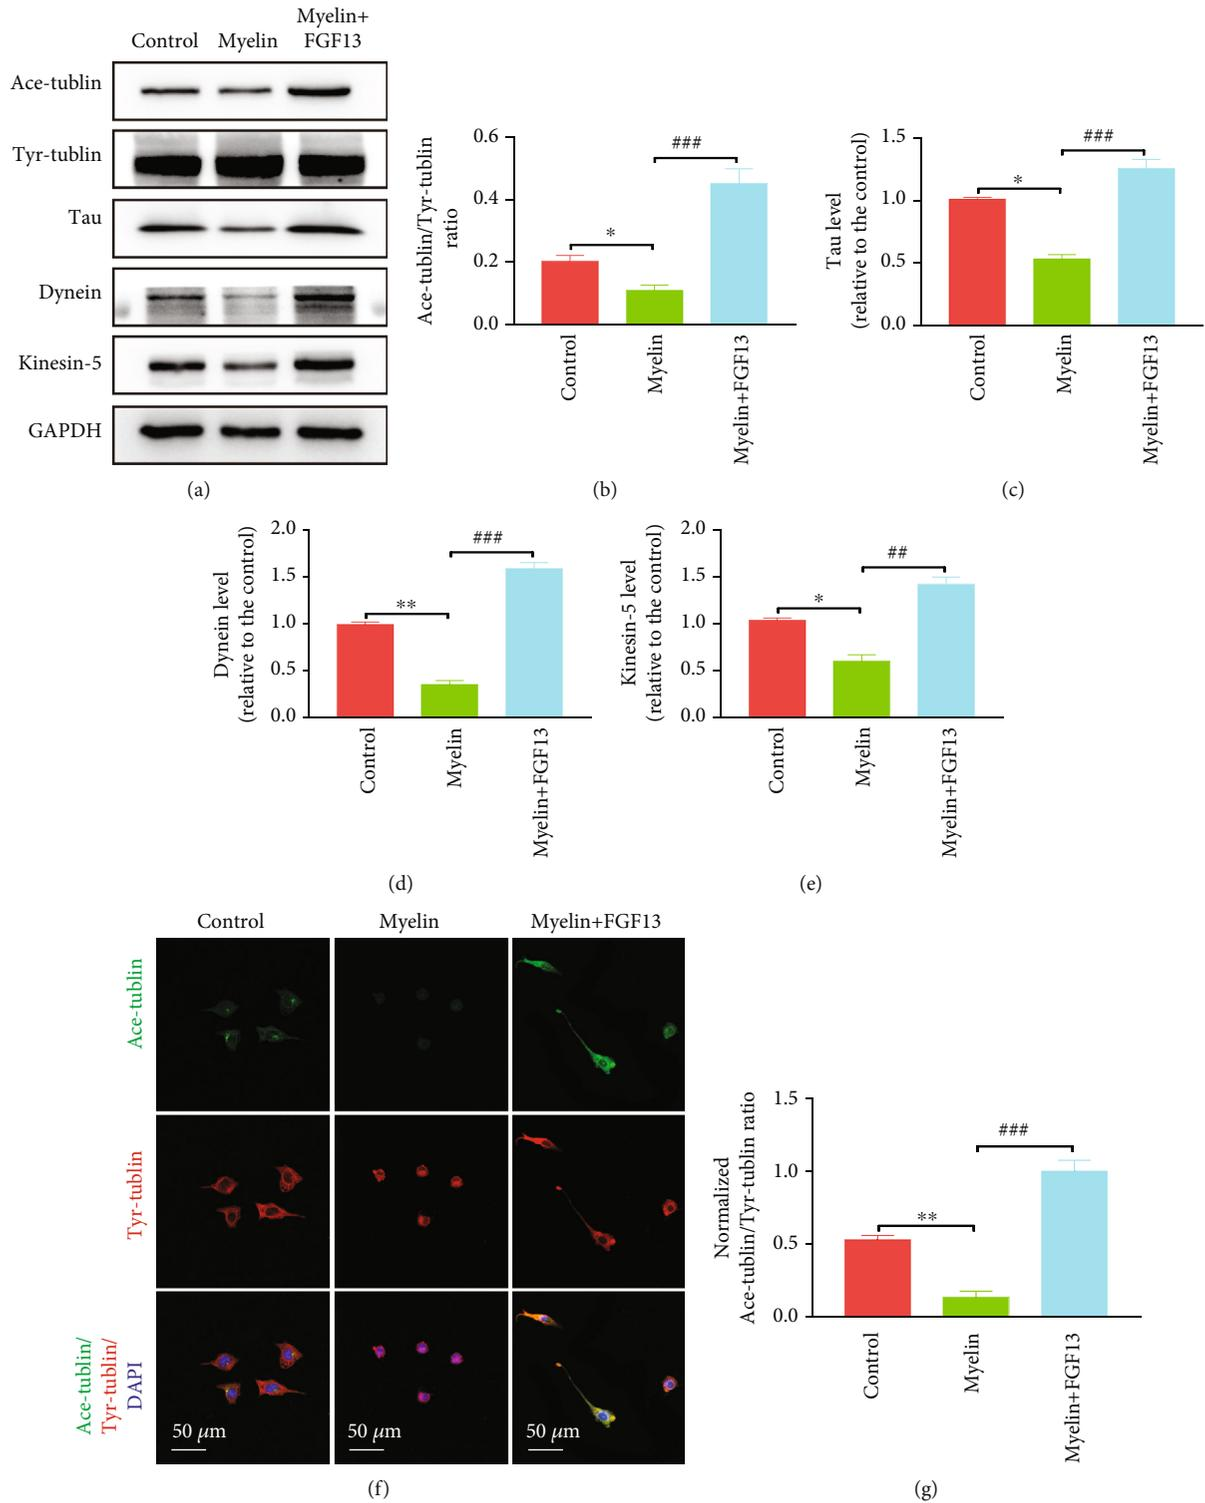 Control Myelin Myelin+
FGF13
Ace-tublin
Tyr-tublin
Tau
Dynein
Kinesin-5
GAPDH
(a)
Ace-tublin/Tyr-tublin
ratio
0.6
0.4
0.2
0.0
*
###
Control
Myelin
Myelin+FGF13
(b)
Tau level
(relative to the control)
1.5
1.0
0.5
0.0
*
###
Control
Myelin
Myelin+FGF13
(c)
Dynein level
(relative to the control)
2.0
1.5
1.0
0.5
0.0
**
###
Control
Myelin
Myelin+FGF13
(d)
Kinesin-5 level
(relative to the control)
2.0
1.5
1.0
0.5
0.0
*
##
Control
Myelin
Myelin+FGF13
(e)
Control Myelin Myelin+FGF13
Ace-tublin
Tyr-tublin
Ace-tublin/
Tyr-tublin/
DAPI
50 μm
50 μm
50 μm
(f)
Normalized
Ace-tublin/Tyr-tublin ratio
1.5
1.0
0.5
0.0
**
###
Control
Myelin
Myelin+FGF13
(g)